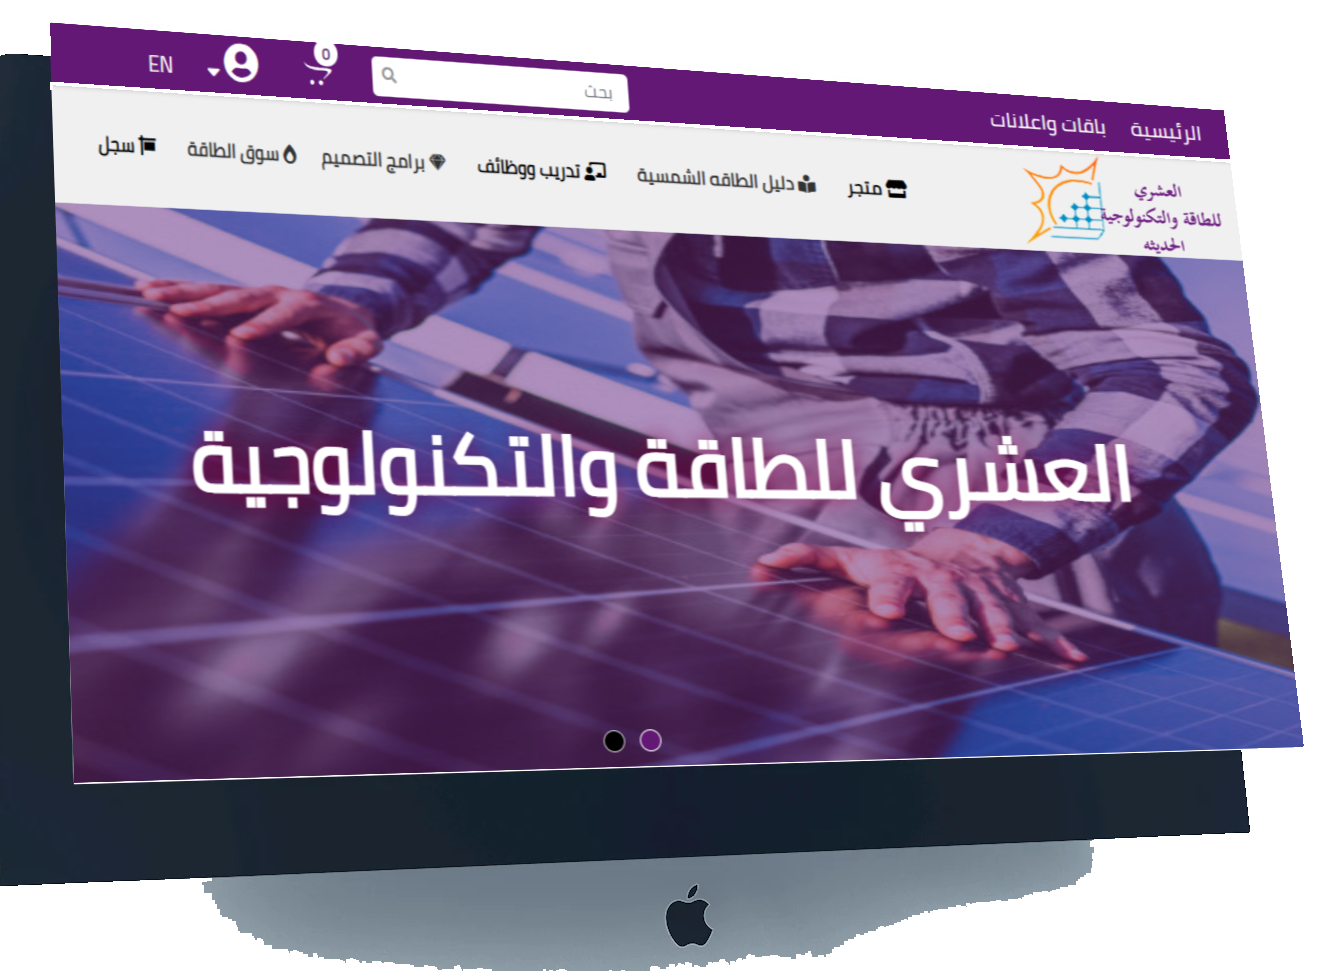 الرئيسية
باقات واعلانات
بحث
0
EN
العشري
للطاقة والتكنولوجية
الحديثه
متجر
دليل الطاقه الشمسية
تدريب ووظائف
برامج التصميم
سوق الطاقة
سجل
العشري للطاقة والتكنولوجية